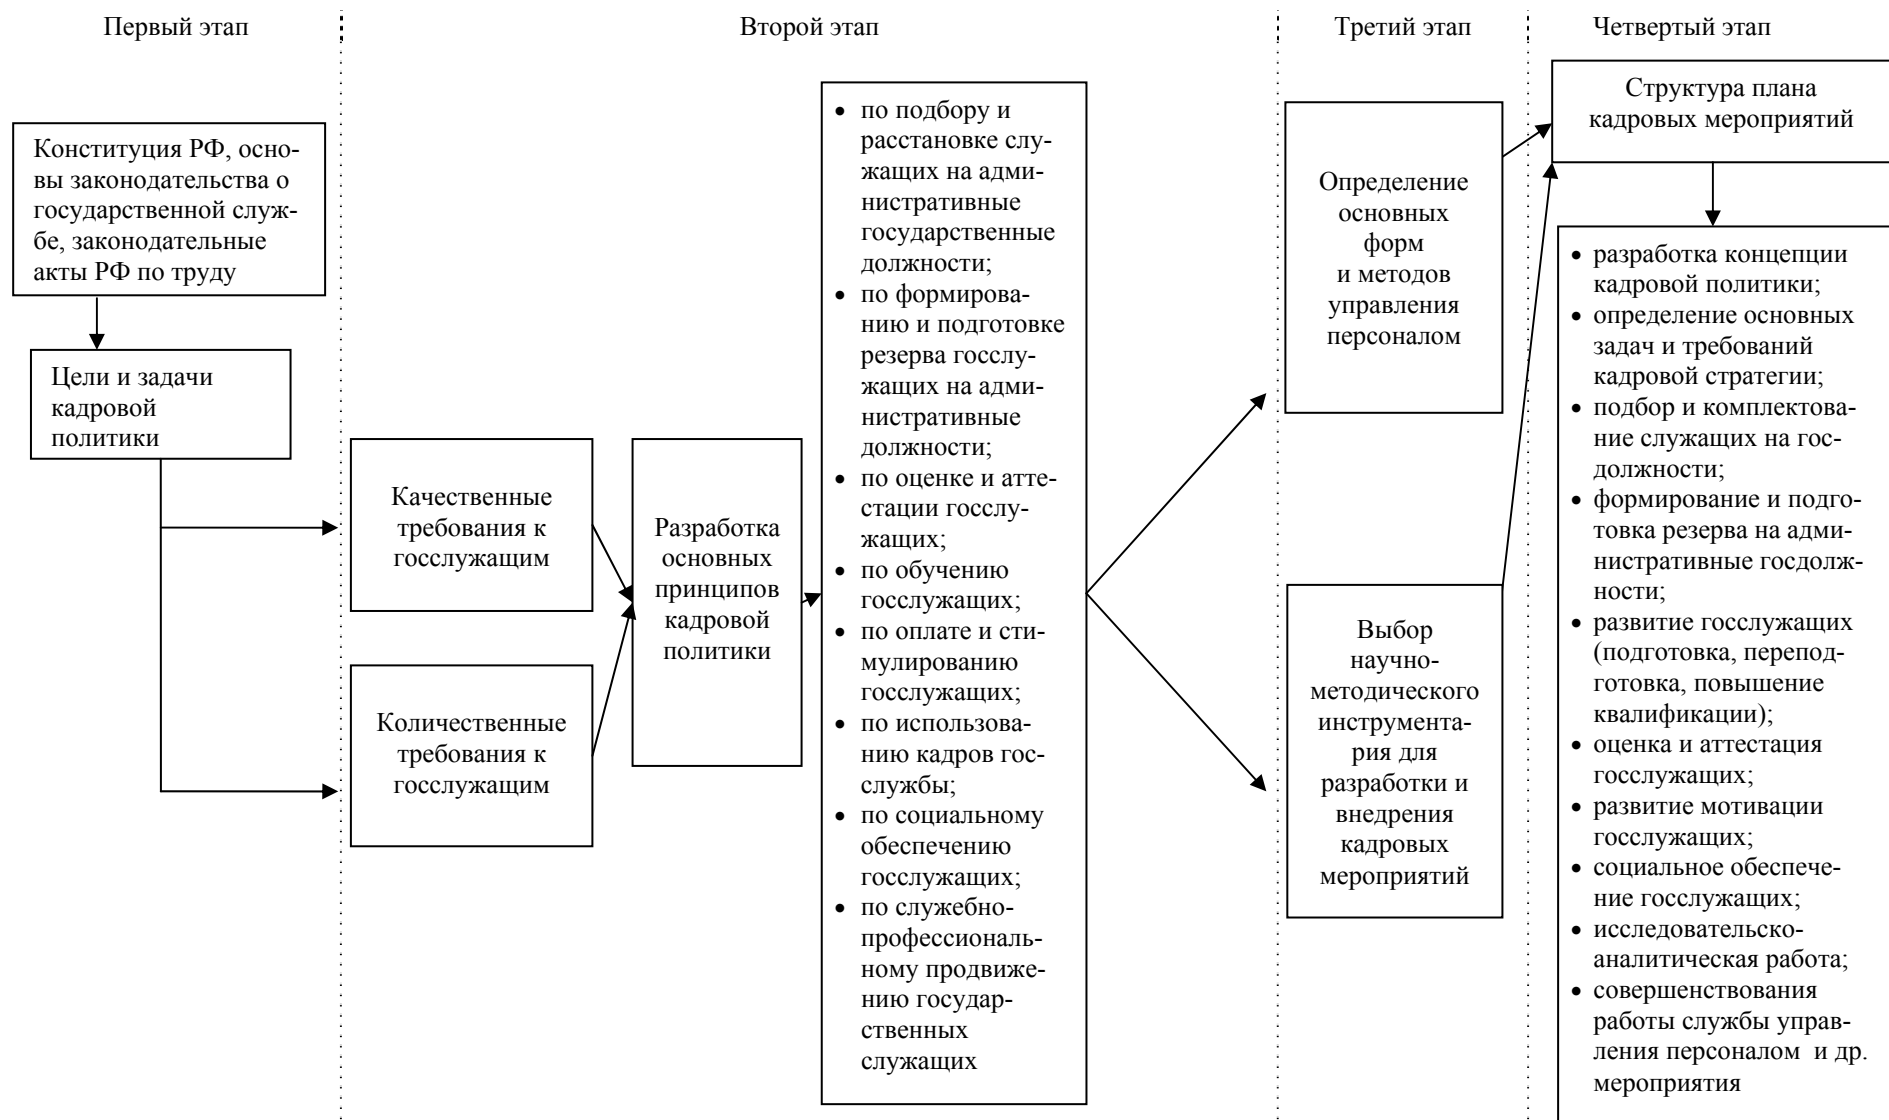 Первый этап
Второй этап
Третий этап
Четвертый этап
Конституция РФ, осно-
вы законодательства о
государственной служ-
бе, законодательные
акты РФ по труду
Цели и задачи
кадровой
политики
Качественные
требования к
госслужащим
Количественные
требования к
госслужащим
Разработка
основных
принципов
кадровой
политики
• по подбору и
расстановке слу-
жащих на адми-
нистративные
государственные
должности;
• по формирова-
нию и подготовке
резерва госслу-
жащих на адми-
нистративные
должности;
• по оценке и атте-
стации госслу-
жащих;
• по обучению
госслужащих;
• по оплате и сти-
мулированию
госслужащих;
• по использова-
нию кадров гос-
службы;
• по социальному
обеспечению
госслужащих;
• по служебно-
профессиональ-
ному продвиже-
нию государ-
ственных
служащих
Определение
основных
форм
и методов
управления
персоналом
Выбор
научно-
методического
инструмента-
рия для
разработки и
внедрения
кадровых
мероприятий
Структура плана
кадровых мероприятий
• разработка концепции
кадровой политики;
• определение основных
задач и требований
кадровой стратегии;
• подбор и комплектова-
ние служащих на гос-
должности;
• формирование и подго-
товка резерва на адми-
нистративные госдолж-
ности;
• развитие госслужащих
(подготовка, перепод-
готовка, повышение
квалификации);
• оценка и аттестация
госслужащих;
• развитие мотивации
госслужащих;
• социальное обеспече-
ние госслужащих;
• исследовательско-
аналитическая работа;
• совершенствования
работы службы управ-
ления персоналом и др.
мероприятия